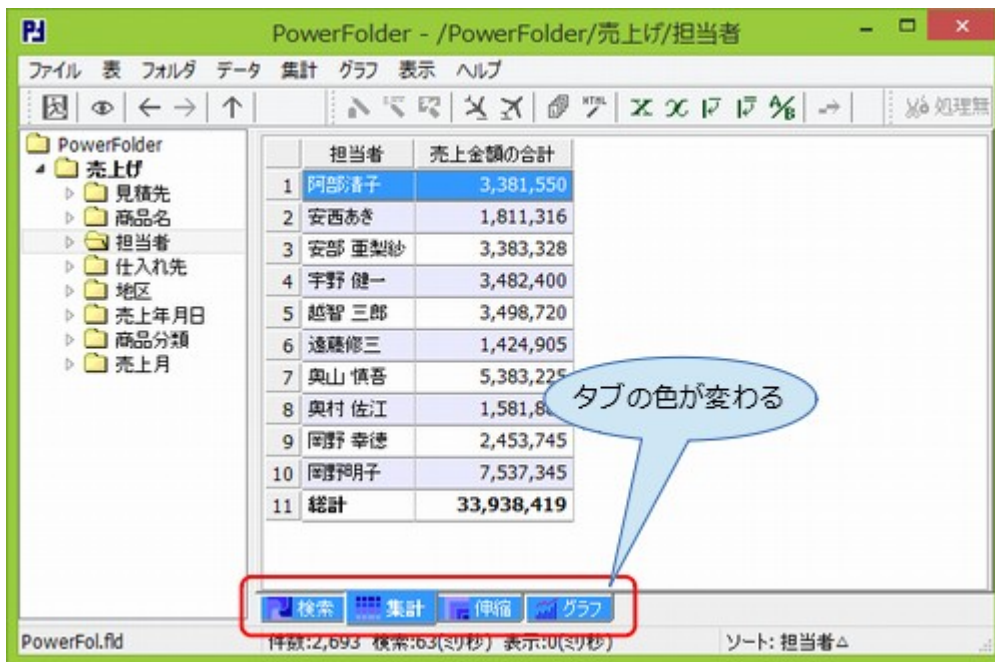 PowerFolder - /PowerFolder/売上げ/担当者
ファイル 表 フォルダ データ 集計 グラフ 表示 ヘルプ
HTML A/B 処理無
PowerFolder
売上げ
見積先
商品名
担当者
仕入れ先
地区
売上年月日
商品分類
売上月
担当者 売上金額の合計
1 阿部清子 3,381,550
2 安西あき 1,811,316
3 安部 亜梨紗 3,383,328
4 宇野 健一 3,482,400
5 越智 三郎 3,498,720
6 遠藤修三 1,424,905
7 奥山 慎吾 5,383,225
8 奥村 佐江 1,581,8
9 岡野 幸徳 2,453,745
10 岡野明子 7,537,345
11 総計 33,938,419
タブの色が変わる
検索 集計 伸縮 グラフ
PowerFol.fld 件数:2,693 検索:63(ミリ秒) 表示:0(ミリ秒) ソート: 担当者△